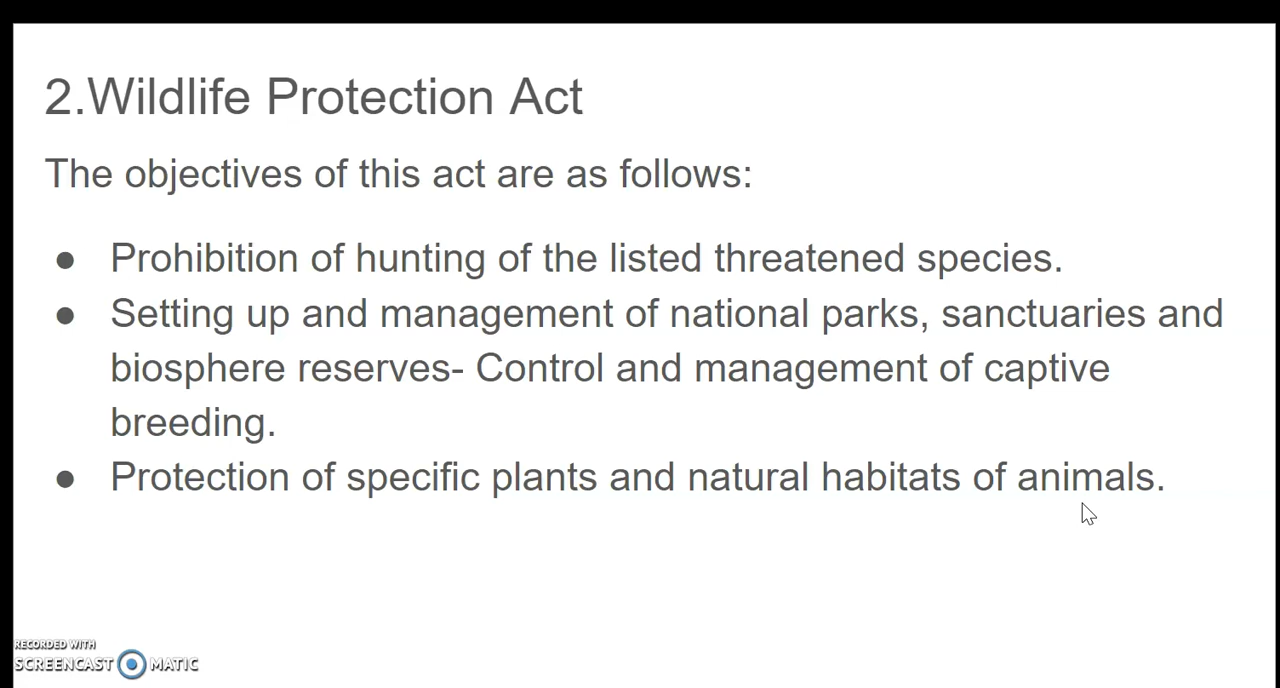 2.Wildlife Protection Act
The objectives of this act are as follows:
● Prohibition of hunting of the listed threatened species.
● Setting up and management of national parks, sanctuaries and
biosphere reserves- Control and management of captive
breeding.
● Protection of specific plants and natural habitats of animals.
RECORDED WITH
SCREENCAST MATIC